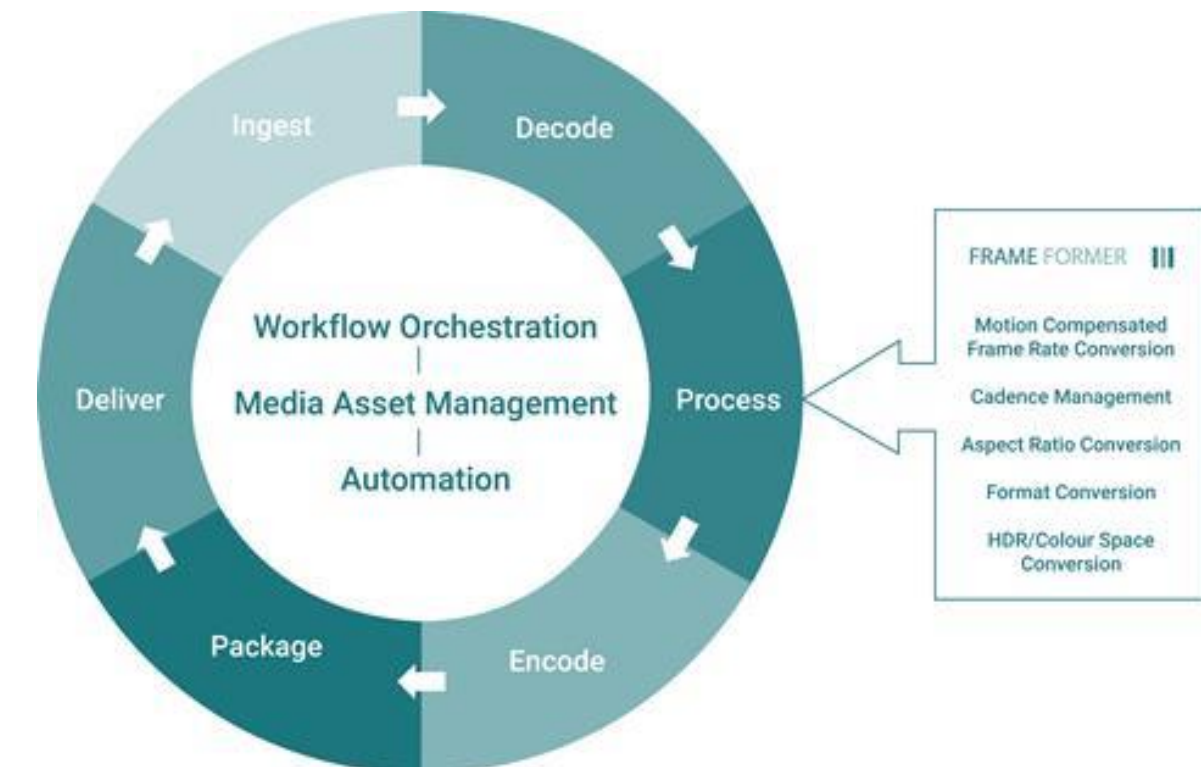 Ingest
Decode
Process
Encode
Package
Deliver
Workflow Orchestration
Media Asset Management
Automation
FRAME FORMER
Motion Compensated
Frame Rate Conversion
Cadence Management
Aspect Ratio Conversion
Format Conversion
HDR/Colour Space
Conversion